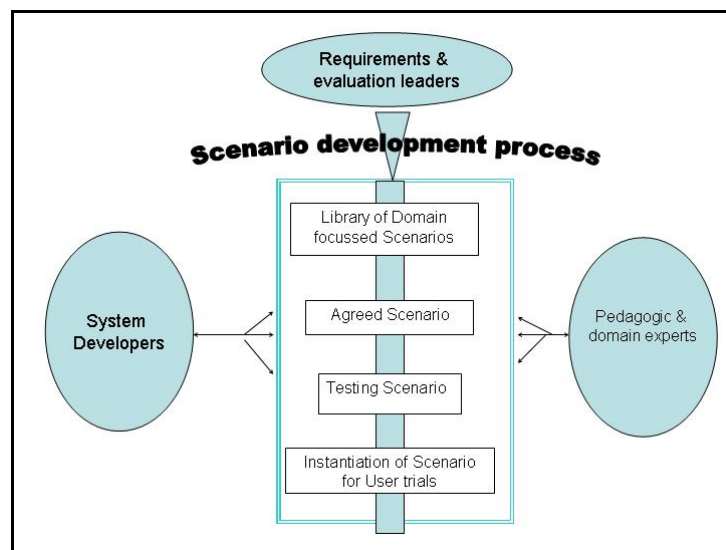 Requirements &
evaluation leaders
Scenario development process
Library of Domain
focussed Scenarios
System
Developers
Agreed Scenario
Pedagogic &
domain experts
Testing Scenario
Instantiation of Scenario
for User trials